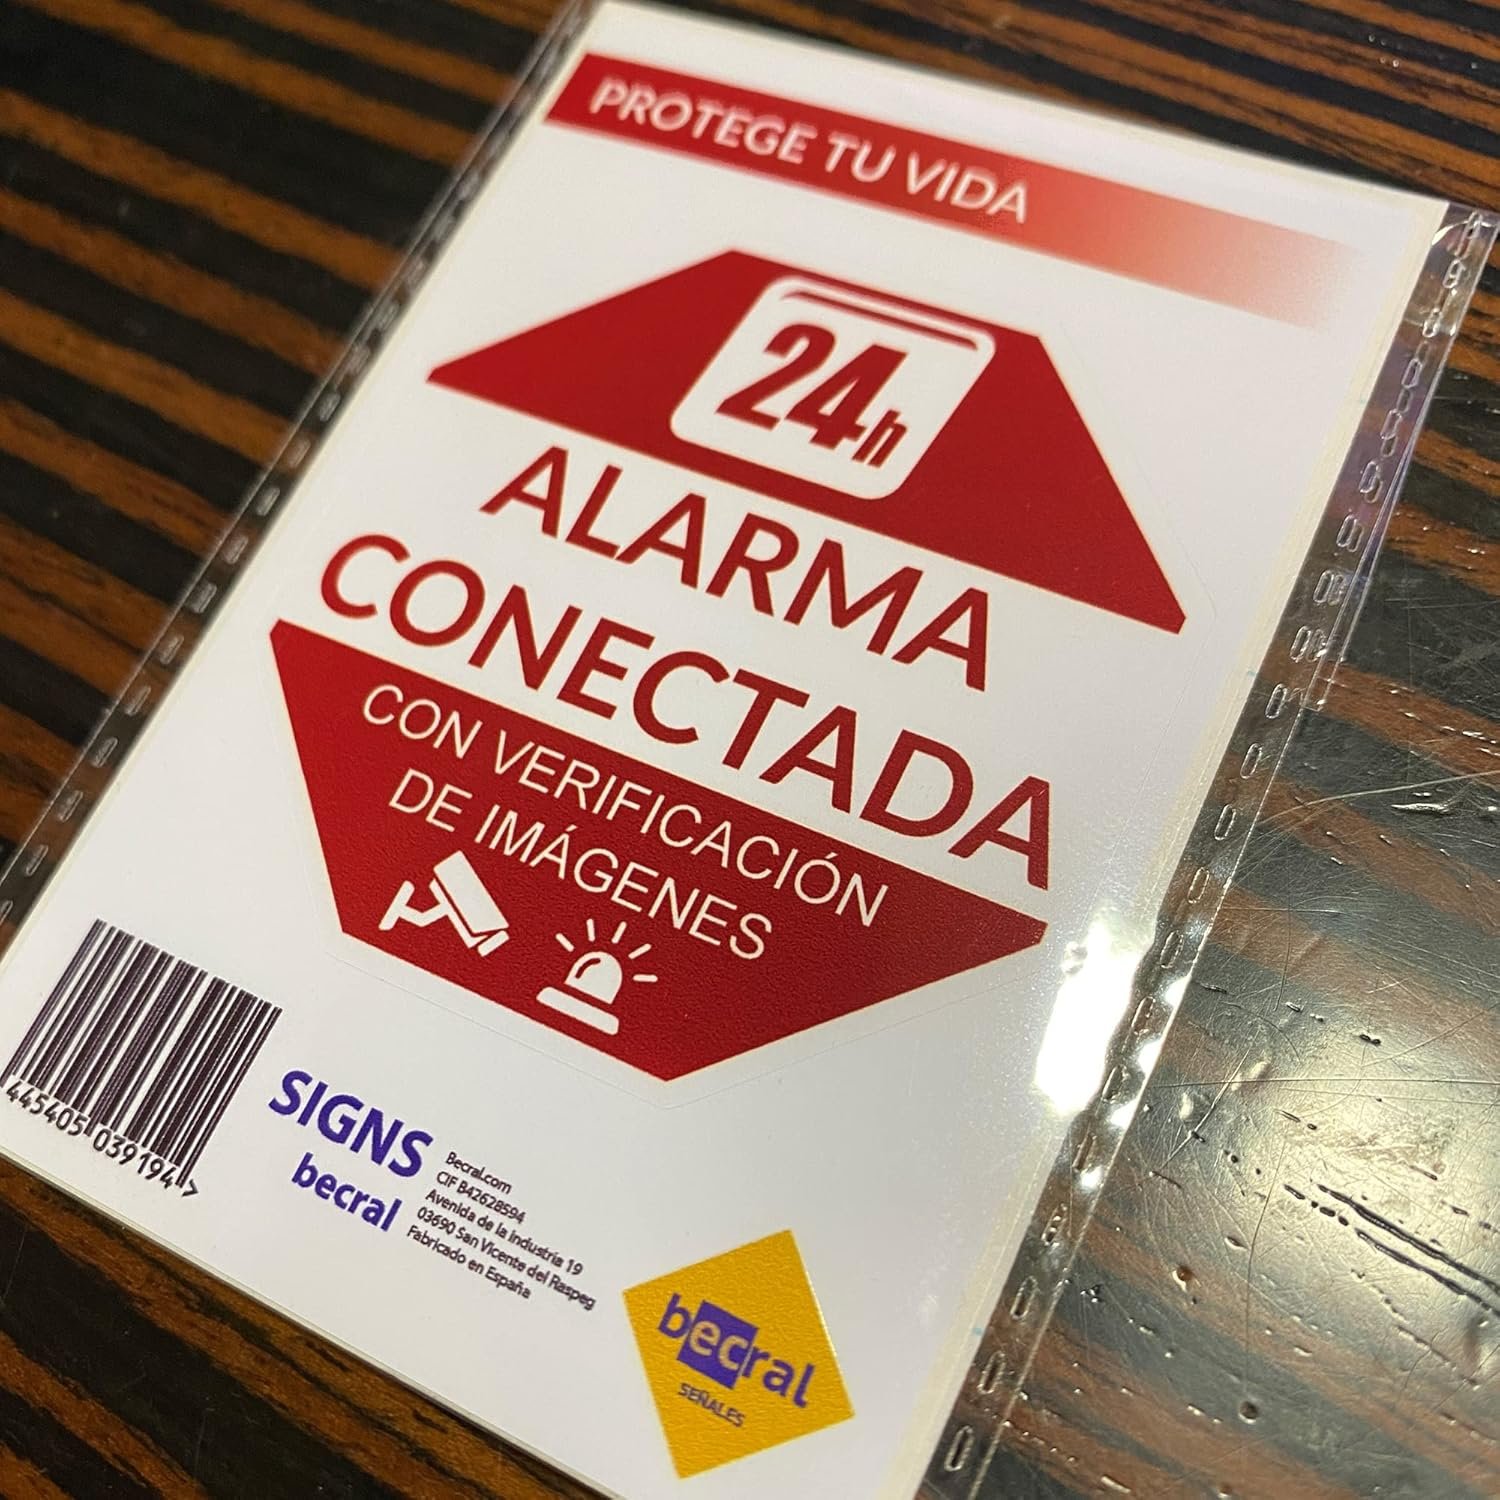 PROTEGE TU VIDA
24h
ALARMA
CONECTADA
CON VERIFICACIÓN
DE IMÁGENES
445405 039194 >
SIGNS
becral
Becral.com
CIF B42628594
Avenida de la Industria 19
03690 San Vicente del Raspeg
Fabricado en España
becral
SEÑALES